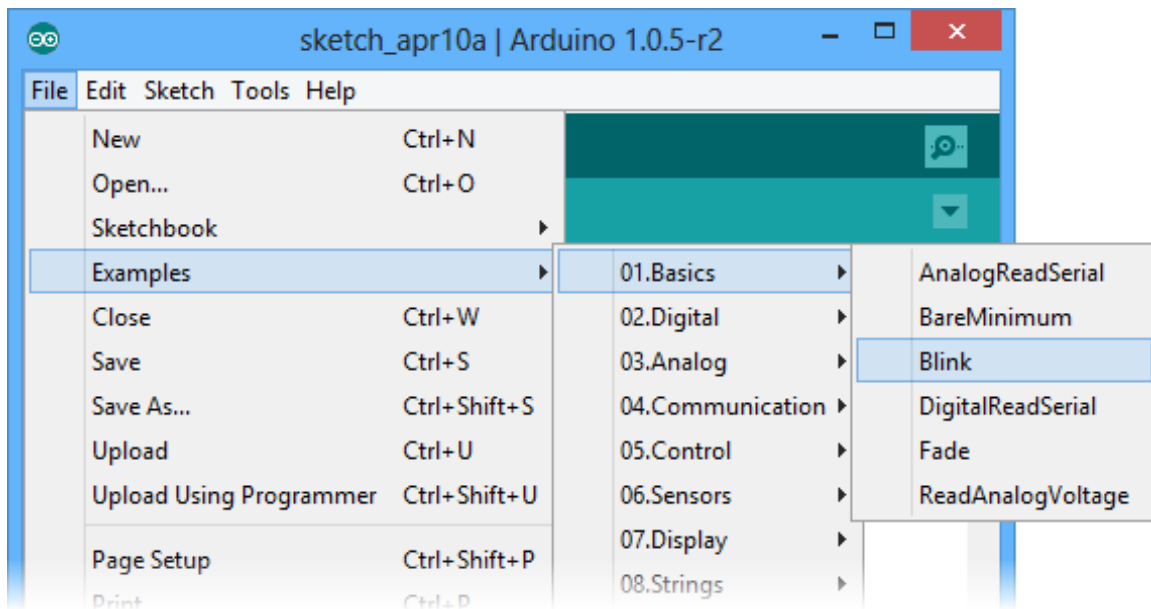 sketch_apr10a | Arduino 1.0.5-r2
File Edit Sketch Tools Help
New Ctrl+N
Open... Ctrl+O
Sketchbook
Examples
Close Ctrl+W
Save Ctrl+S
Save As... Ctrl+Shift+S
Upload Ctrl+U
Upload Using Programmer Ctrl+Shift+U
Page Setup Ctrl+Shift+P
Print Ctrl+P
01.Basics
02.Digital
03.Analog
04.Communication
05.Control
06.Sensors
07.Display
08.Strings
AnalogReadSerial
BareMinimum
Blink
DigitalReadSerial
Fade
ReadAnalogVoltage